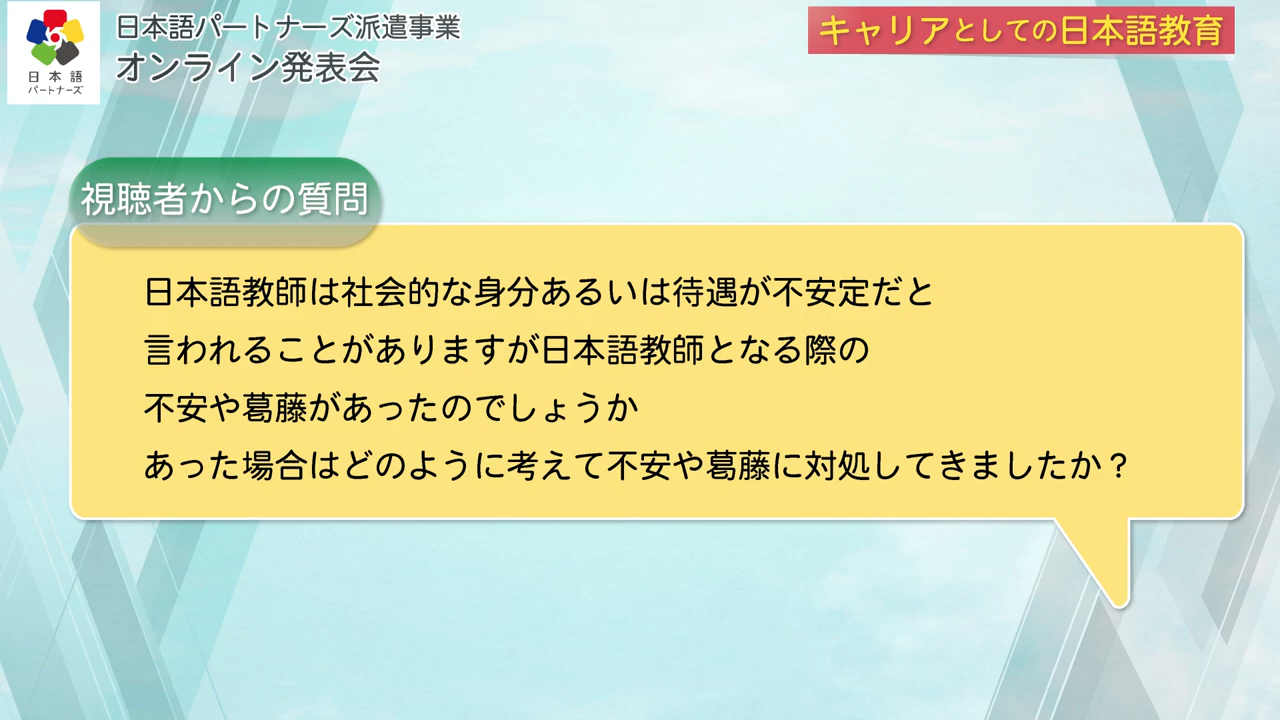 日本語
パートナーズ
日本語パートナーズ派遣事業
オンライン発表会
キャリアとしての日本語教育
視聴者からの質問
日本語教師は社会的な身分あるいは待遇が不安定だと
言われることがありますが日本語教師となる際の
不安や葛藤があったのでしょうか
あった場合はどのように考えて不安や葛藤に対処してきましたか？